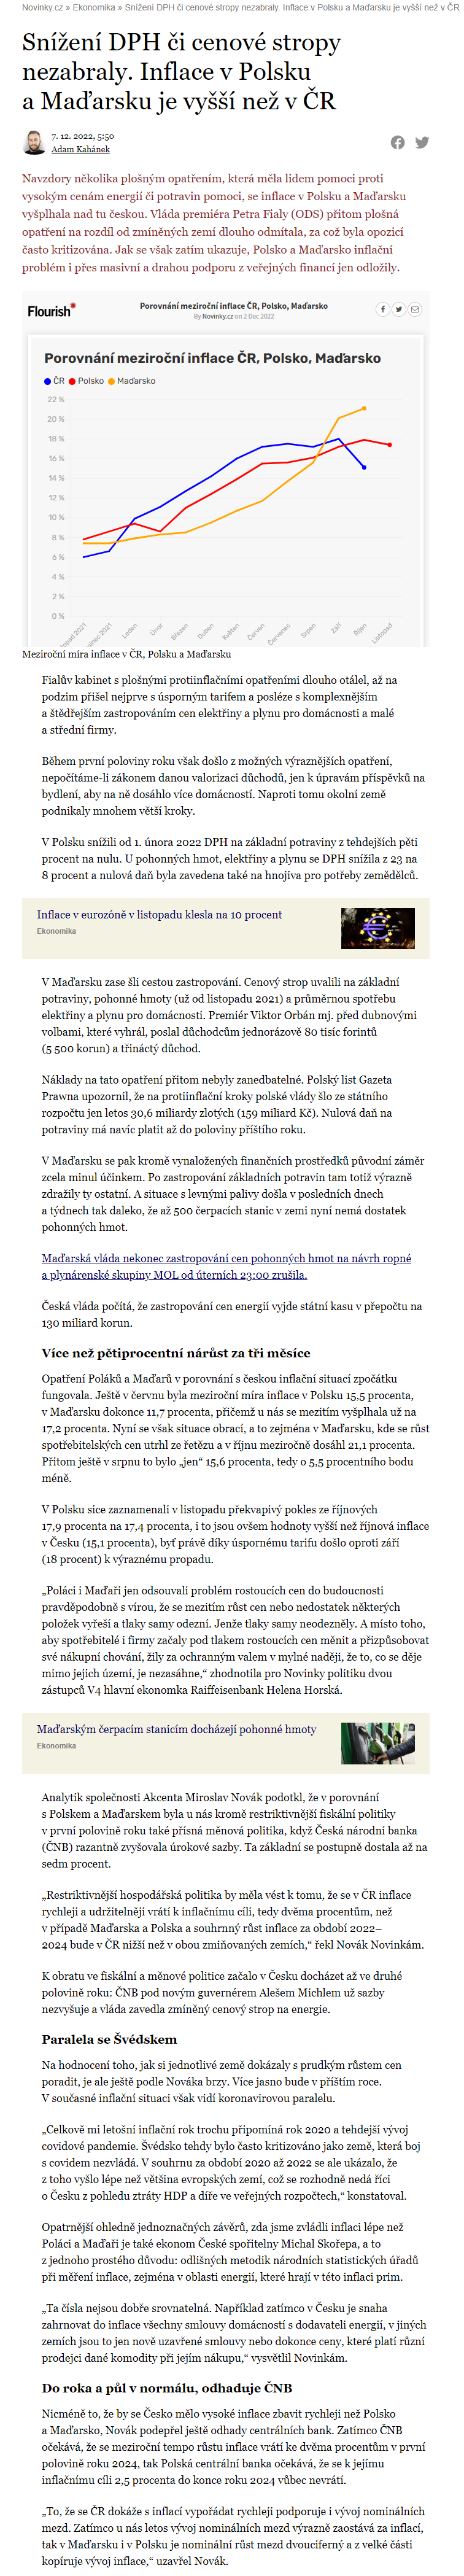 Novinky.cz » Ekonomika » Snížení DPH či cenové stropy nezabraly. Inflace v Polsku a Maďarsku je vyšší než v ČR
Snížení DPH či cenové stropy
nezabraly. Inflace v Polsku
a Maďarsku je vyšší než v ČR
7. 12. 2022, 5:50
Adam Kahánek
Navzdory několika plošným opatřením, která měla lidem pomoci proti
vysokým cenám energií či potravin pomoci, se inflace v Polsku a Maďarsku
vyšplhala nad tu českou. Vláda premiéra Petra Fialy (ODS) přitom plošná
opatření na rozdíl od zmíněných zemí dlouho odmítala, za což byla opozicí
často kritizována. Jak se však zatím ukazuje, Polsko a Maďarsko inflační
problém i přes masivní a drahou podporu z veřejných financí jen odložily.
Flourish
Porovnání meziroční inflace ČR, Polsko, Maďarsko
By Novinky.cz on 2 Dec 2022
Porovnání meziroční inflace ČR, Polsko, Maďarsko
ČR Polsko Maďarsko
22 %
20 %
18 %
16 %
14 %
12 %
10 %
8 %
6 %
4 %
2 %
0 %
Leden Únor Březen Duben Květen Červen Červenec Srpen Září Říjen Listopad
Meziroční míra inflace v ČR, Polsku a Maďarsku
Fialův kabinet s plošnými protiinflačními opatřeními dlouho otálel, až na
podzim přišel nejprve s úsporným tarifem a posléze s komplexnějším
a štědřejším zastropováním cen elektřiny a plynu pro domácnosti a malé
a střední firmy.
Během první poloviny roku však došlo z možných výraznějších opatření,
nepočítáme-li zákonem danou valorizaci důchodů, jen k úpravám příspěvků na
bydlení, aby na ně dosáhlo více domácností. Naproti tomu okolní země
podnikaly mnohem větší kroky.
V Polsku snížili od 1. února 2022 DPH na základní potraviny z tehdejších pěti
procent na nulu. U pohonných hmot, elektřiny a plynu se DPH snížila z 23 na
8 procent a nulová daň byla zavedena také na hnojiva pro potřeby zemědělců.
Inflace v eurozóně v listopadu klesla na 10 procent
Ekonomika
V Maďarsku zase šli cestou zastropování. Cenový strop uvalili na základní
potraviny, pohonné hmoty (už od listopadu 2021) a průměrnou spotřebu
elektřiny a plynu pro domácnosti. Premiér Viktor Orbán mj. před dubnovými
volbami, které vyhrál, poslal důchodcům jednorázově 80 tisíc forintů
(5 500 korun) a třináctý důchod.
Náklady na tato opatření přitom nebyly zanedbatelné. Polský list Gazeta
Prawna upozornil, že na protiinflační kroky polské vlády šlo ze státního
rozpočtu jen letos 30,6 miliardy zlotých (159 miliard Kč). Nulová daň na
potraviny má navíc platit až do poloviny příštího roku.
V Maďarsku se pak kromě vynaložených finančních prostředků původní záměr
zcela minul účinkem. Po zastropování základních potravin tam totiž výrazně
zdražily ty ostatní. A situace s levnými palivy došla v posledních dnech
a týdnech tak daleko, že až 500 čerpacích stanic v zemi nyní nemá dostatek
pohonných hmot.
Maďarská vláda nekonec zastropování cen pohonných hmot na návrh ropné
a plynárenské skupiny MOL od úterních 23:00 zrušila.
Česká vláda počítá, že zastropování cen energií vyjde státní kasu v přepočtu na
130 miliard korun.
Více než pětiprocentní nárůst za tři měsíce
Opatření Poláků a Maďarů v porovnání s českou inflační situací zpočátku
fungovala. Ještě v červnu byla meziroční míra inflace v Polsku 15,5 procenta,
v Maďarsku dokonce 11,7 procenta, přičemž u nás se mezitím vyšplhala už na
17,2 procenta. Nyní se však situace obrací, a to zejména v Maďarsku, kde se růst
spotřebitelských cen utrhl ze řetězu a v říjnu meziročně dosáhl 21,1 procenta.
Přitom ještě v srpnu to bylo „jen“ 15,6 procenta, tedy o 5,5 procentního bodu
méně.
V Polsku sice zaznamenali v listopadu překvapivý pokles ze říjnových
17,9 procenta na 17,4 procenta, i to jsou ovšem hodnoty vyšší než říjnová inflace
v Česku (15,1 procenta), byť právě díky úspornému tarifu došlo oproti září
(18 procent) k výraznému propadu.
„Poláci i Maďaři jen odsouvali problém rostoucích cen do budoucnosti
pravděpodobně s vírou, že se mezitím růst cen nebo nedostatek některých
položek vyřeší a tlaky samy odezní. Jenže tlaky samy neodezněly. A místo toho,
aby spotřebitelé i firmy začaly pod tlakem rostoucích cen měnit a přizpůsobovat
své nákupní chování, žily za ochranným valem v mylné naději, že to, co se děje
mimo jejich území, je nezasáhne,“ zhodnotila pro Novinky politiku dvou
zástupců V4 hlavní ekonomka Raiffeisenbank Helena Horská.
Maďarským čerpacím stanicím docházejí pohonné hmoty
Ekonomika
Analytik společnosti Akcenta Miroslav Novák podotkl, že v porovnání
s Polskem a Maďarskem byla u nás kromě restriktivnější fiskální politiky
v první polovině roku také přísná měnová politika, když Česká národní banka
(ČNB) razantně zvyšovala úrokové sazby. Ta základní se postupně dostala až na
sedm procent.
„Restriktivnější hospodářská politika by měla vést k tomu, že se v ČR inflace
rychleji a udržitelněji vrátí k inflačnímu cíli, tedy dvěma procentům, než
v případě Maďarska a Polska a souhrnný růst inflace za období 2022–
2024 bude v ČR nižší než v obou zmiňovaných zemích,“ řekl Novák Novinkám.
K obratu ve fiskální a měnové politice začalo v Česku docházet až ve druhé
polovině roku: ČNB pod novým guvernérem Alešem Michlem už sazby
nezvyšuje a vláda zavedla zmíněný cenový strop na energie.
Paralela se Švédskem
Na hodnocení toho, jak si jednotlivé země dokázaly s prudkým růstem cen
poradit, je ale ještě podle Nováka brzy. Více jasno bude v příštím roce.
V současné inflační situaci však vidí koronavirovou paralelu.
„Celkově mi letošní inflační rok trochu připomíná rok 2020 a tehdejší vývoj
covidové pandemie. Švédsko tehdy bylo často kritizováno jako země, která boj
s covidem nezvládá. V souhrnu za období 2020 až 2022 se ale ukázalo, že
z toho vyšlo lépe než většina evropských zemí, což se rozhodně nedá říci
o Česku z pohledu ztráty HDP a díře ve veřejných rozpočtech,“ konstatoval.
Opatrnější ohledně jednoznačných závěrů, zda jsme zvládli inflaci lépe než
Poláci a Maďaři je také ekonom České spořitelny Michal Skořepa, a to
z jednoho prostého důvodu: odlišných metodik národních statistických úřadů
při měření inflace, zejména v oblasti energií, které hrají v této inflaci prim.
„Ta čísla nejsou dobře srovnatelná. Například zatímco v Česku je snaha
zahrnovat do inflace všechny smlouvy domácností s dodavateli energií, v jiných
zemích jsou to jen nově uzavřené smlouvy nebo dokonce ceny, které platí různí
prodejci dané komodity při jejím nákupu,“ vysvětlil Novinkám.
Do roka a půl v normálu, odhaduje ČNB
Nicméně to, že by se Česko mělo vysoké inflace zbavit rychleji než Polsko
a Maďarsko, Novák podepřel ještě odhady centrálních bank. Zatímco ČNB
očekává, že se meziroční tempo růstu inflace vrátí ke dvěma procentům v první
polovině roku 2024, tak Polská centrální banka očekává, že se k jejímu
inflačnímu cíli 2,5 procenta do konce roku 2024 vůbec nevrátí.
„To, že se ČR dokáže s inflací vypořádat rychleji podporuje i vývoj nominálních
mezd. Zatímco u nás letos vývoj nominálních mezd výrazně zaostává za inflací,
tak v Maďarsku i v Polsku je nominální růst mezd dvouciferný a z velké části
kopíruje vývoj inflace,“ uzavřel Novák.